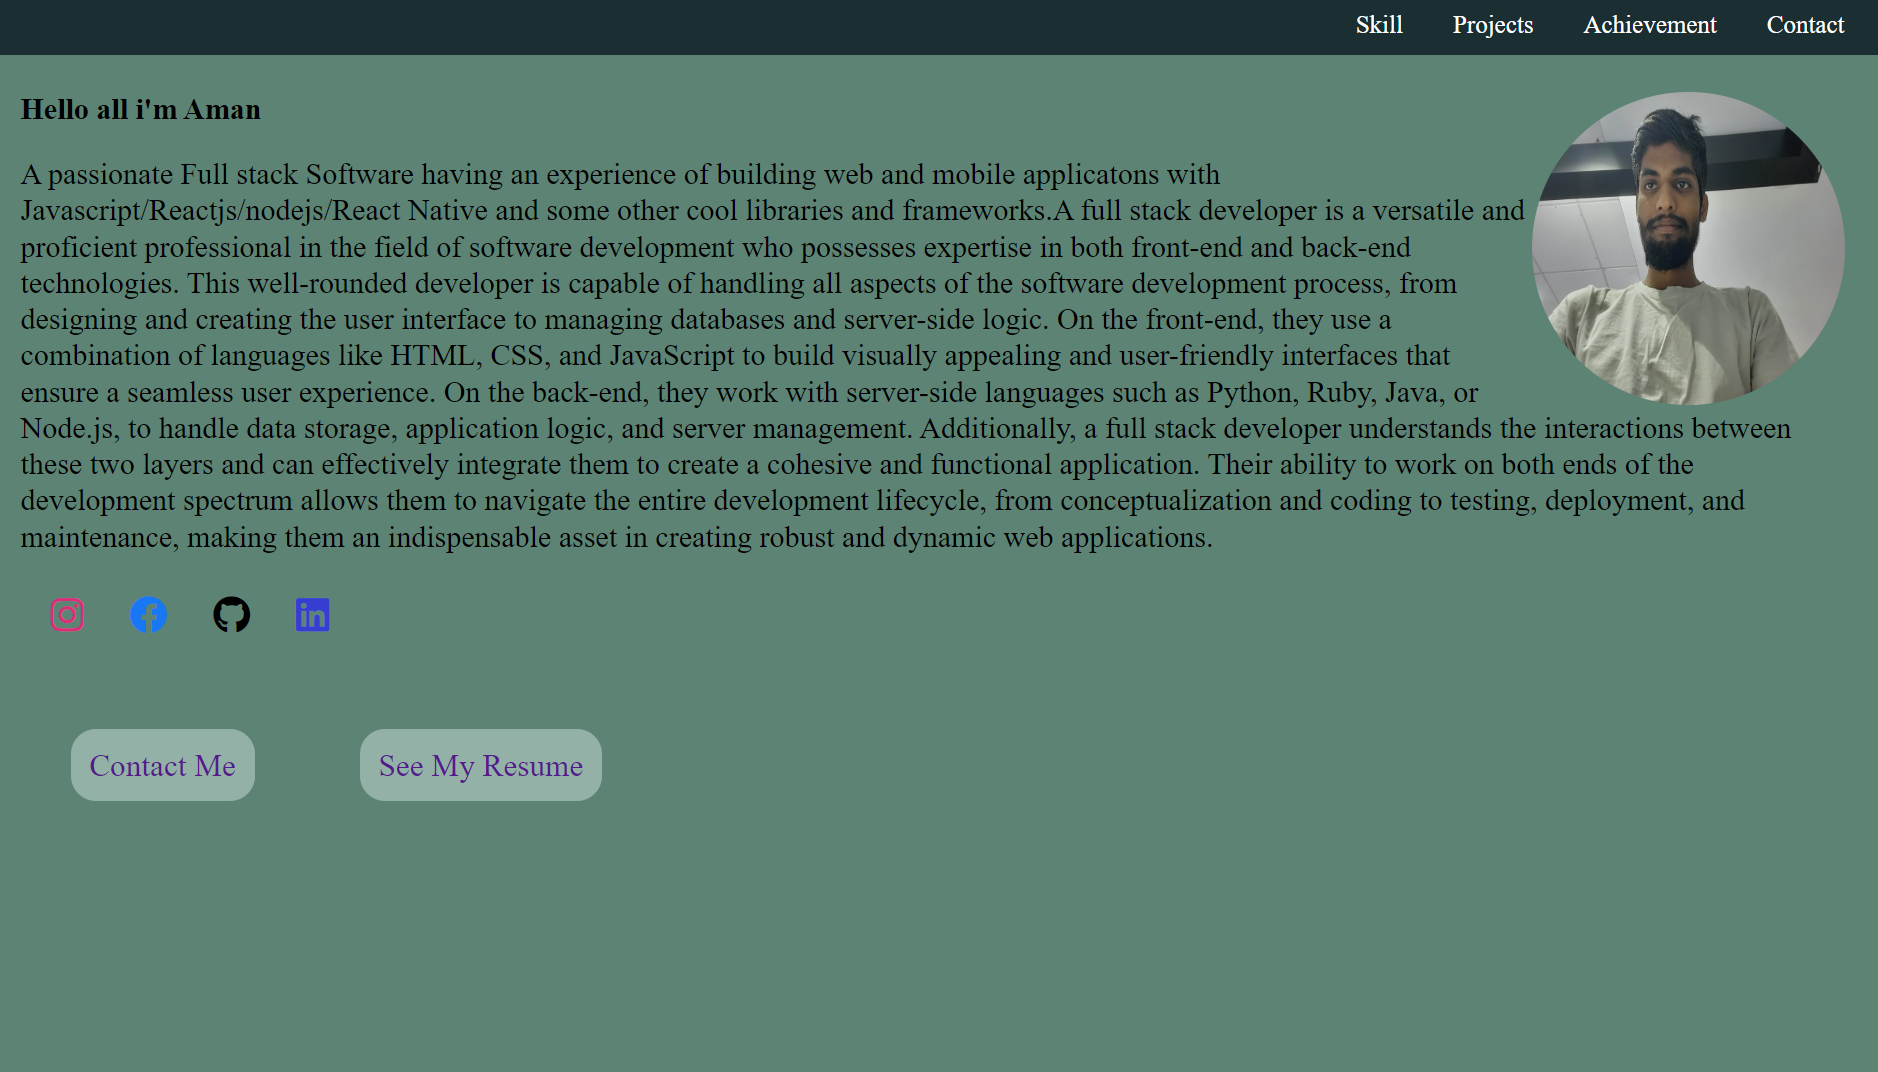 Skill Projects Achievement Contact
Hello all i'm Aman
A passionate Full stack Software having an experience of building web and mobile applicatons with
Javascript/Reactjs/nodejs/React Native and some other cool libraries and frameworks.A full stack developer is a versatile and
proficient professional in the field of software development who possesses expertise in both front-end and back-end
technologies. This well-rounded developer is capable of handling all aspects of the software development process, from
designing and creating the user interface to managing databases and server-side logic. On the front-end, they use a
combination of languages like HTML, CSS, and JavaScript to build visually appealing and user-friendly interfaces that
ensure a seamless user experience. On the back-end, they work with server-side languages such as Python, Ruby, Java, or
Node.js, to handle data storage, application logic, and server management. Additionally, a full stack developer understands the interactions between
these two layers and can effectively integrate them to create a cohesive and functional application. Their ability to work on both ends of the
development spectrum allows them to navigate the entire development lifecycle, from conceptualization and coding to testing, deployment, and
maintenance, making them an indispensable asset in creating robust and dynamic web applications.
Contact Me See My Resume